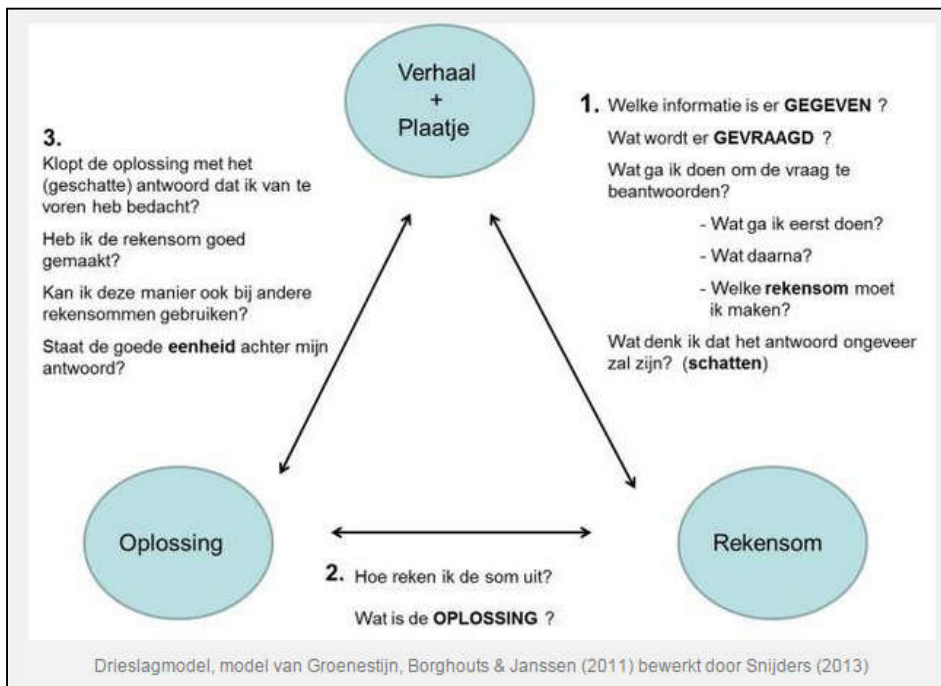 Verhaal
+
Plaatje
1. Welke informatie is er GEGEVEN ?
Wat wordt er GEVRAAGD ?
Wat ga ik doen om de vraag te
beantwoorden?
- Wat ga ik eerst doen?
- Wat daarna?
- Welke rekensom moet
ik maken?
Wat denk ik dat het antwoord ongeveer
zal zijn? (schatten)
Rekensom
2. Hoe reken ik de som uit?
Wat is de OPLOSSING ?
Oplossing
3.
Klopt de oplossing met het
(geschatte) antwoord dat ik van te
voren heb bedacht?
Heb ik de rekensom goed
gemaakt?
Kan ik deze manier ook bij andere
rekensommen gebruiken?
Staat de goede eenheid achter mijn
antwoord?
Drieslagmodel, model van Groenestijn, Borghouts & Janssen (2011) bewerkt door Snijders (2013)